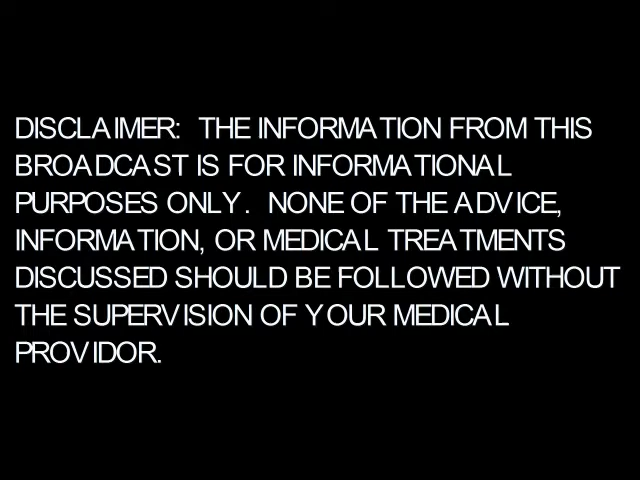 DISCLAIMER: THE INFORMATION FROM THIS
BROADCAST IS FOR INFORMATIONAL
PURPOSES ONLY. NONE OF THE ADVICE,
INFORMATION, OR MEDICAL TREATMENTS
DISCUSSED SHOULD BE FOLLOWED WITHOUT
THE SUPERVISION OF YOUR MEDICAL
PROVIDOR.